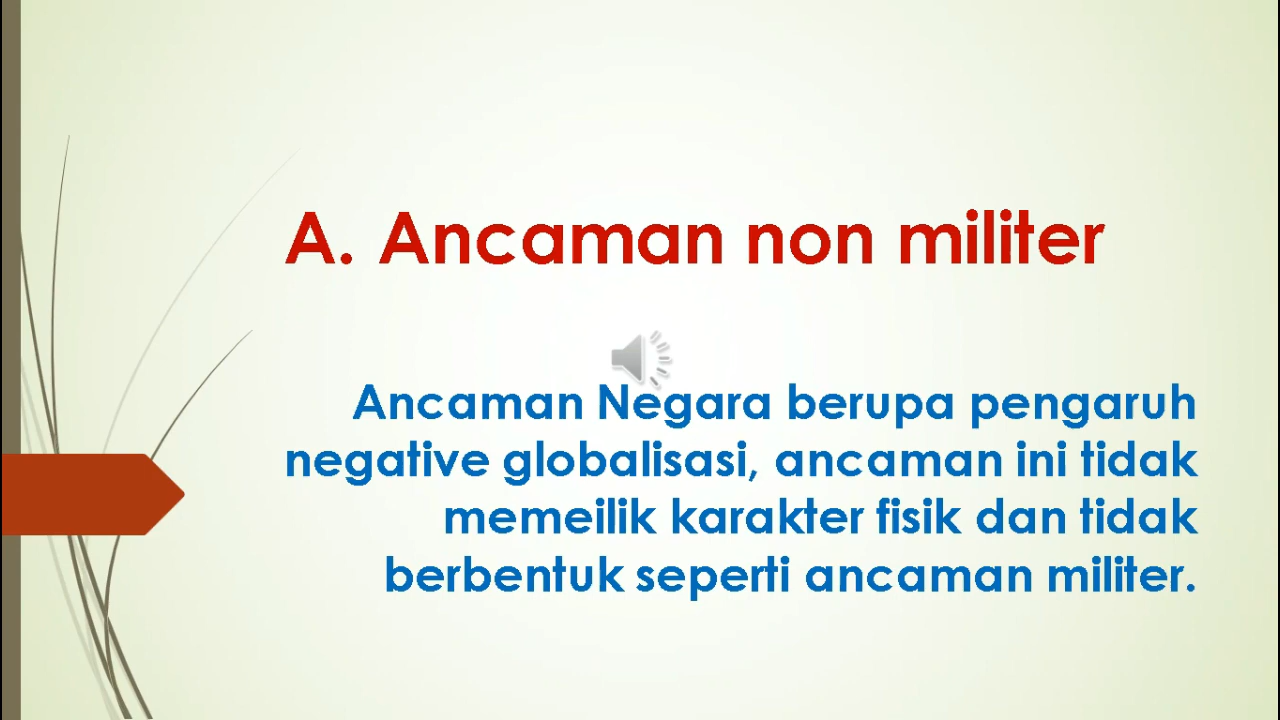 A. Ancaman non militer
Ancaman Negara berupa pengaruh
negative globalisasi, ancaman ini tidak
memeilik karakter fisik dan tidak
berbentuk seperti ancaman militer.